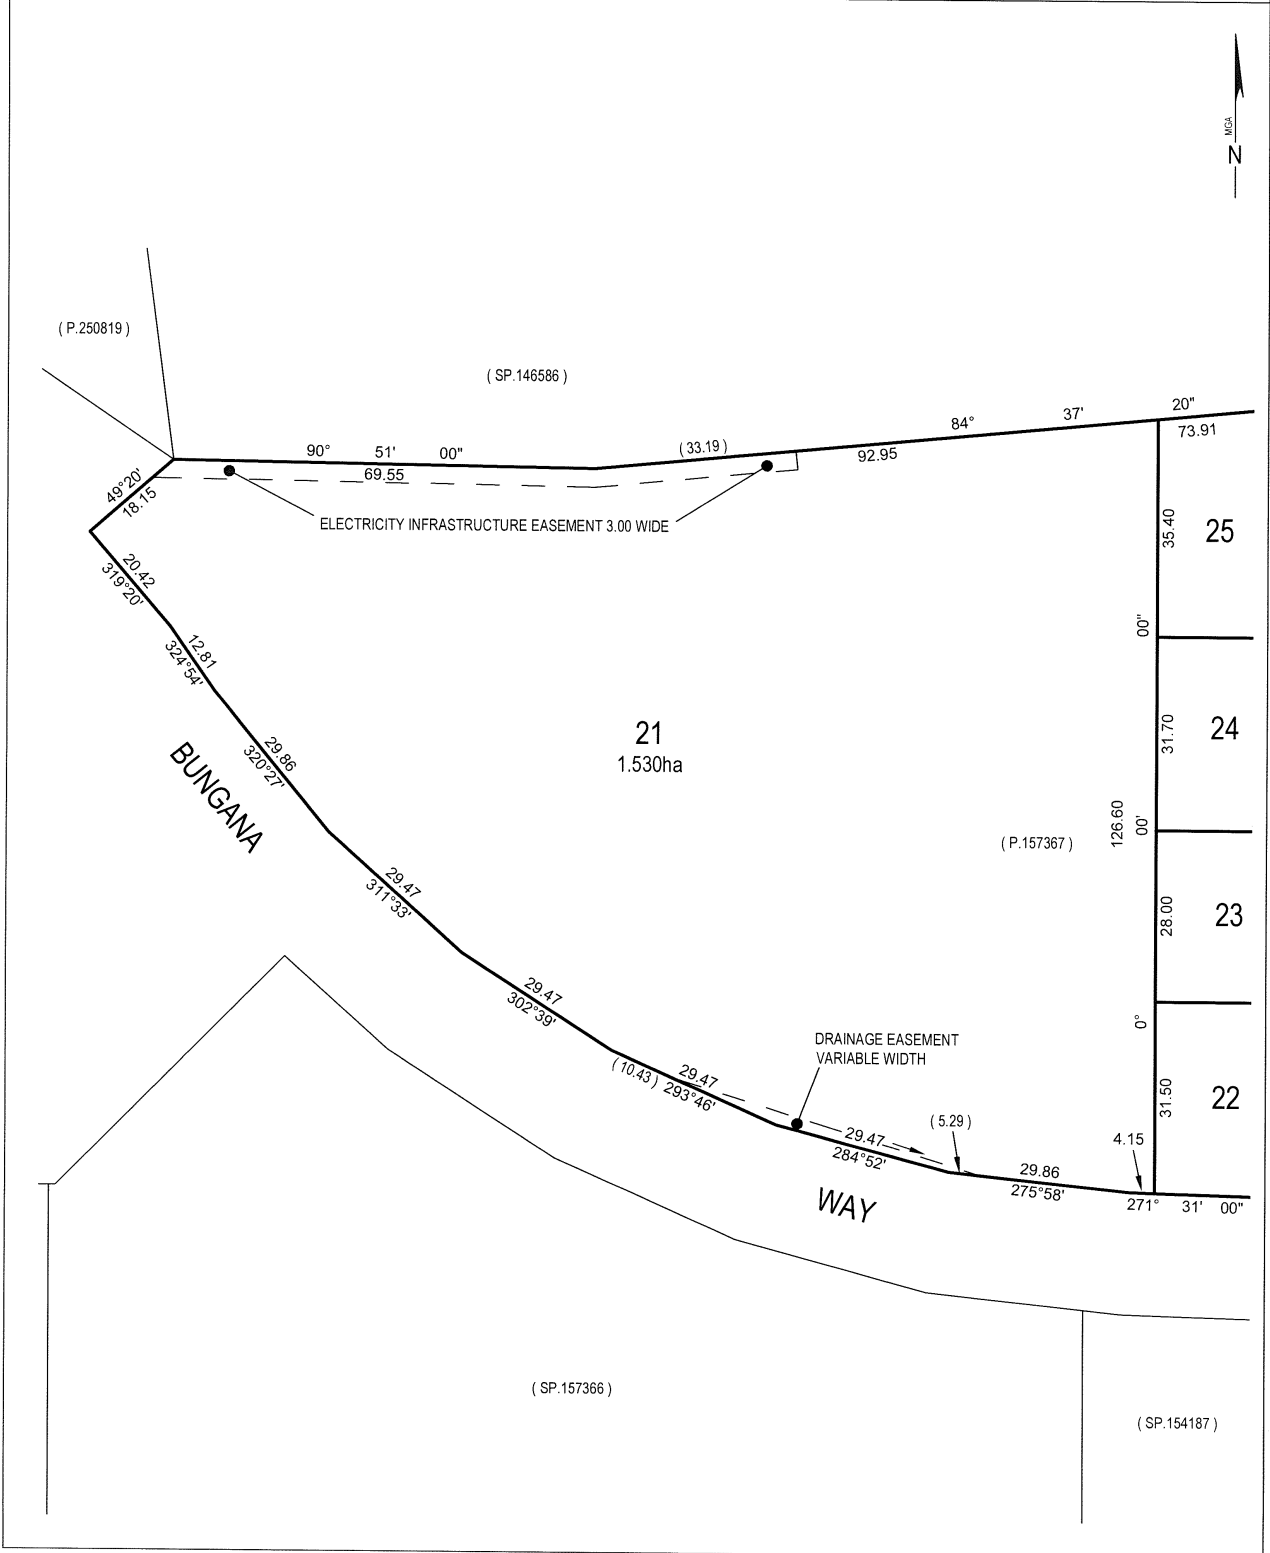 MGA
N
( P.250819 )
( SP.146586 )
90° 51' 00"
69.55
( 33.19 )
84° 37' 20"
92.95
73.91
49°20'
18.15
ELECTRICITY INFRASTRUCTURE EASEMENT 3.00 WIDE
35.40
25
20.42
319°20'
12.81
324°54'
00"
21
1.530ha
31.70
24
29.86
320°27'
BUNGANA
126.60
00'
( P.157367 )
29.47
311°33'
28.00
23
29.47
302°39'
0°
DRAINAGE EASEMENT
VARIABLE WIDTH
( 10.43 )
29.47
293°46'
31.50
22
29.47
284°52'
( 5.29 )
4.15
29.86
275°58'
271° 31' 00"
WAY
( SP.157366 )
( SP.154187 )